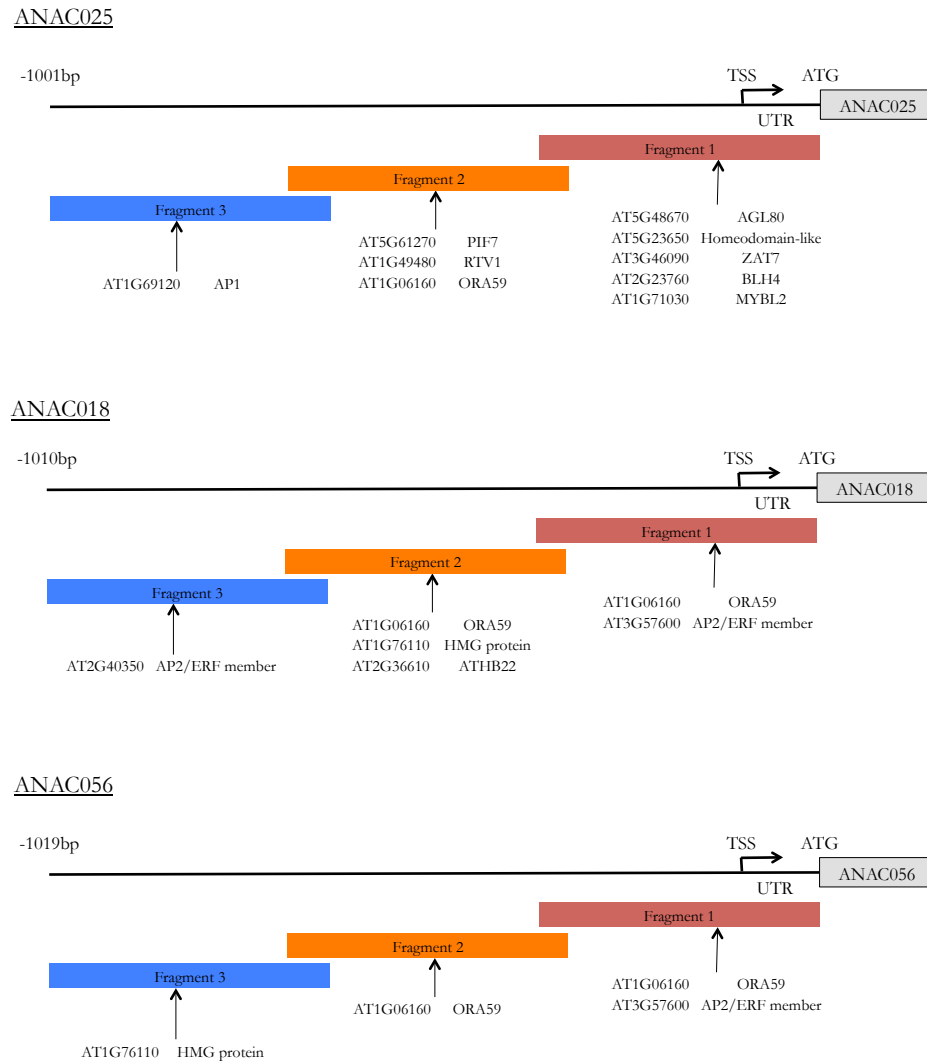 ANAC025
-1001bp
TSS ATG
ANAC025
UTR
Fragment 1
Fragment 2
Fragment 3
AT5G48670 AGL80
AT5G23650 Homeodomain-like
AT3G46090 ZAT7
AT2G23760 BLH4
AT1G71030 MYBL2
AT5G61270 PIF7
AT1G49480 RTV1
AT1G06160 ORA59
AT1G69120 AP1
ANAC018
-1010bp
TSS ATG
ANAC018
UTR
Fragment 1
Fragment 2
Fragment 3
AT1G06160 ORA59
AT3G57600 AP2/ERF member
AT1G06160 ORA59
AT1G76110 HMG protein
AT2G36610 ATHB22
AT2G40350 AP2/ERF member
ANAC056
-1019bp
TSS ATG
ANAC056
UTR
Fragment 1
Fragment 2
Fragment 3
AT1G06160 ORA59
AT3G57600 AP2/ERF member
AT1G06160 ORA59
AT1G76110 HMG protein